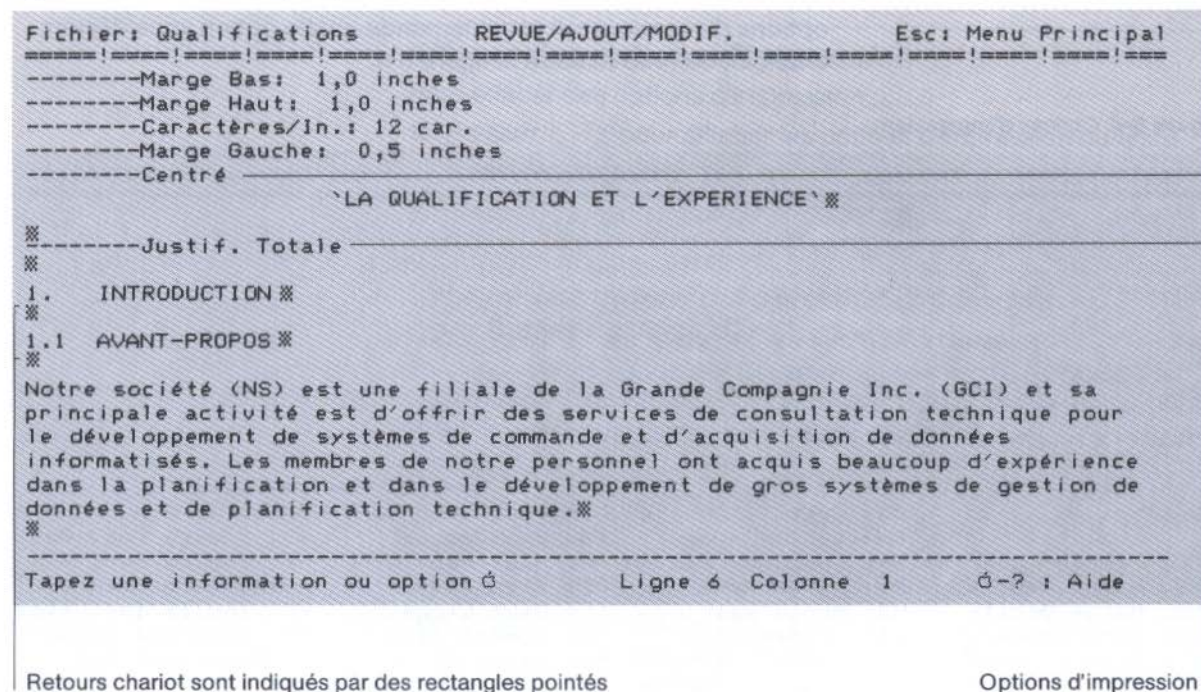 Fichier: Qualifications REVUE/AJOUT/MODIF. Esc: Menu Principal
=====!====!====!====!====!====!====!====!====!====!====!====!====!====!====!===
--------Marge Bas: 1,0 inches
--------Marge Haut: 1,0 inches
--------Caractères/In.: 12 car.
--------Marge Gauche: 0,5 inches
--------Centré
`LA QUALIFICATION ET L'EXPERIENCE`※
※
--------Justif. Totale
※
1. INTRODUCTION※
※
1.1 AVANT-PROPOS※
※
Notre société (NS) est une filiale de la Grande Compagnie Inc. (GCI) et sa
principale activité est d'offrir des services de consultation technique pour
le développement de systèmes de commande et d'acquisition de données
informatisés. Les membres de notre personnel ont acquis beaucoup d'expérience
dans la planification et dans le développement de gros systèmes de gestion de
données et de planification technique.※
※
-------------------------------------------------------------------------------
Tapez une information ou option Ó Ligne 6 Colonne 1 Ó-? : Aide
Retours chariot sont indiqués par des rectangles pointés Options d'impression